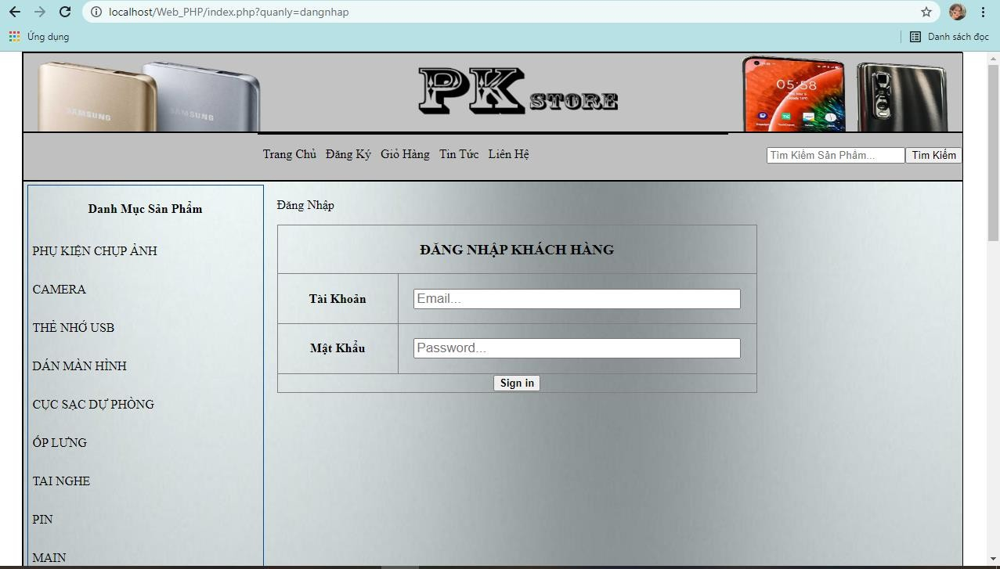 localhost/Web_PHP/index.php?quanly=dangnhap
Ứng dụng
Danh sách đọc
SAMSUNG
SAMSUNG
PK STORE
05:58
Trang Chủ Đăng Ký Giỏ Hàng Tin Tức Liên Hệ
Tìm Kiếm Sản Phẩm... Tìm Kiếm
Danh Mục Sản Phẩm
PHỤ KIỆN CHỤP ẢNH
CAMERA
THẺ NHỚ USB
DÁN MÀN HÌNH
CỤC SẠC DỰ PHÒNG
ỐP LƯNG
TAI NGHE
PIN
MAIN
Đăng Nhập
ĐĂNG NHẬP KHÁCH HÀNG
Tài Khoản Email...
Mật Khẩu Password...
Sign in